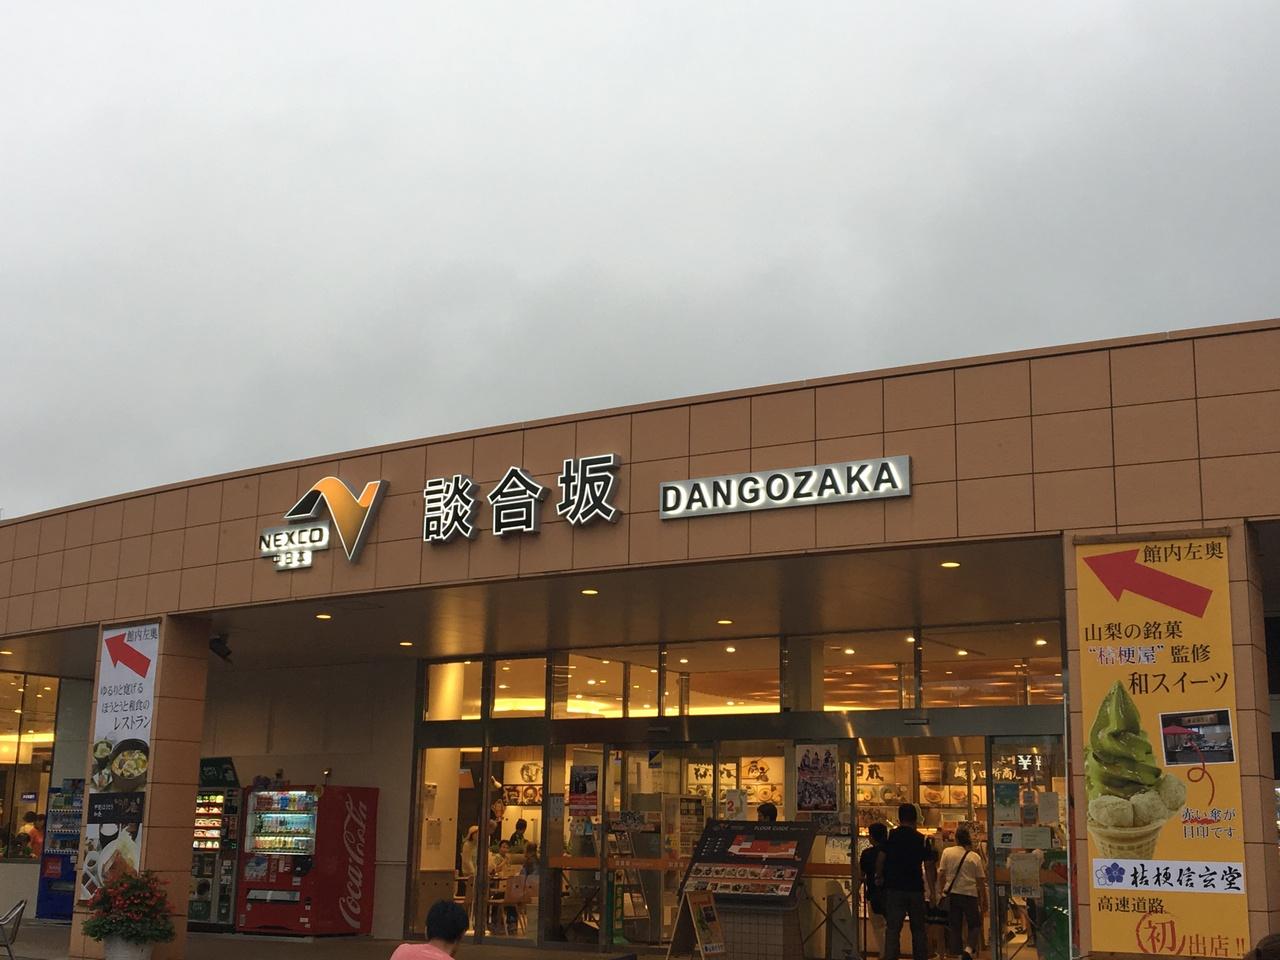 NEXCO
中日本
談合坂
DANGOZAKA
館内左奥
ゆるりと寛げる
ほうとうと和食の
レストラン
Coca-Cola
FLOOR GUIDE
館内左奥
山梨の銘菓
“桔梗屋”監修
和スイーツ
赤い傘が
目印です
桔梗信玄堂
高速道路
初出店!!